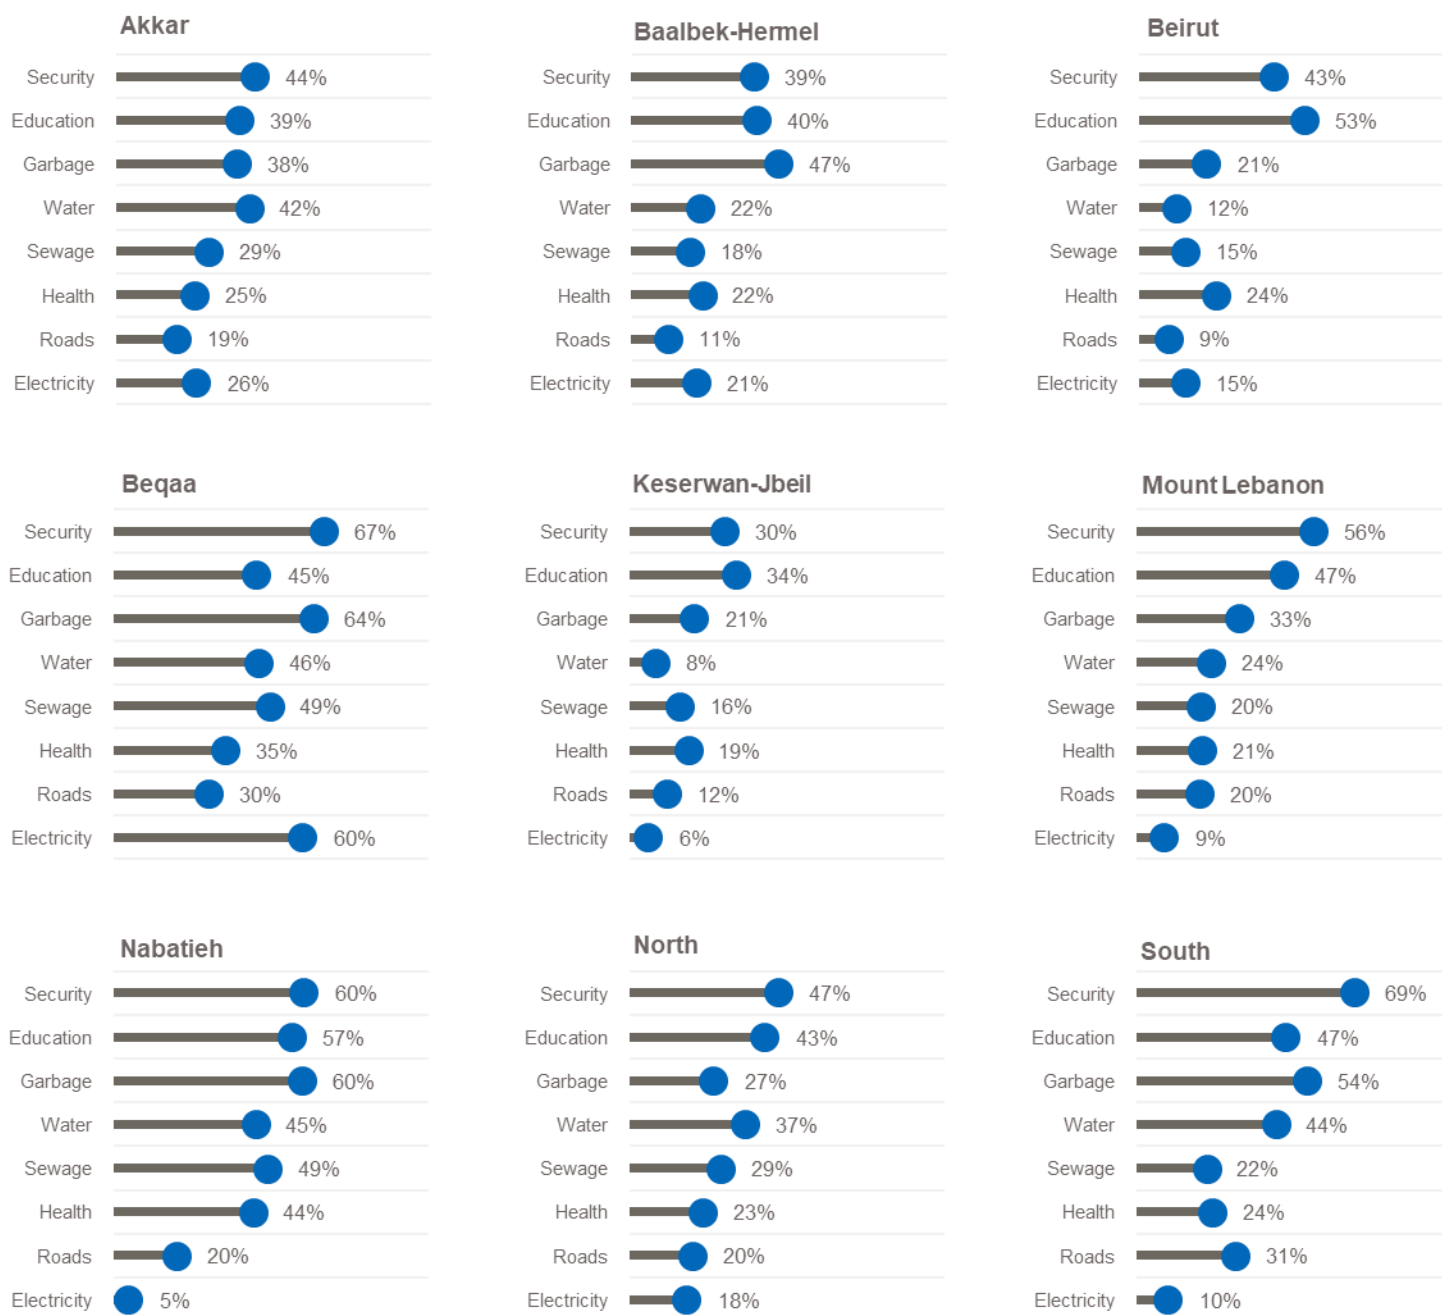 Akkar
Security 44%
Education 39%
Garbage 38%
Water 42%
Sewage 29%
Health 25%
Roads 19%
Electricity 26%
Baalbek-Hermel
Security 39%
Education 40%
Garbage 47%
Water 22%
Sewage 18%
Health 22%
Roads 11%
Electricity 21%
Beirut
Security 43%
Education 53%
Garbage 21%
Water 12%
Sewage 15%
Health 24%
Roads 9%
Electricity 15%
Beqaa
Security 67%
Education 45%
Garbage 64%
Water 46%
Sewage 49%
Health 35%
Roads 30%
Electricity 60%
Keserwan-Jbeil
Security 30%
Education 34%
Garbage 21%
Water 8%
Sewage 16%
Health 19%
Roads 12%
Electricity 6%
Mount Lebanon
Security 56%
Education 47%
Garbage 33%
Water 24%
Sewage 20%
Health 21%
Roads 20%
Electricity 9%
Nabatieh
Security 60%
Education 57%
Garbage 60%
Water 45%
Sewage 49%
Health 44%
Roads 20%
Electricity 5%
North
Security 47%
Education 43%
Garbage 27%
Water 37%
Sewage 29%
Health 23%
Roads 20%
Electricity 18%
South
Security 69%
Education 47%
Garbage 54%
Water 44%
Sewage 22%
Health 24%
Roads 31%
Electricity 10%